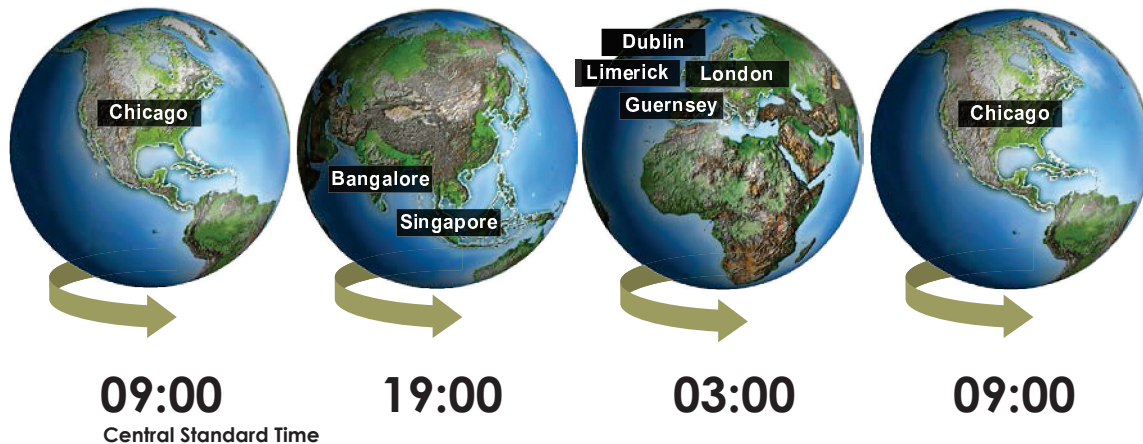 Chicago
Bangalore
Singapore
Dublin
Limerick
London
Guernsey
Chicago
09:00
Central Standard Time
19:00
03:00
09:00